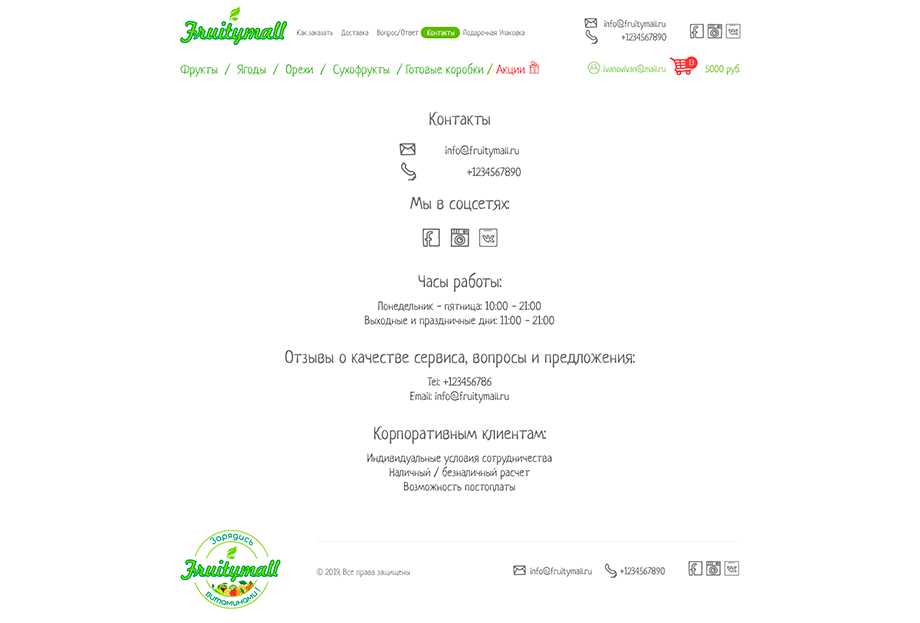 Fruitymall
Как заказать Доставка Вопрос/Ответ Контакты Подарочная Упаковка
info@fruitymall.ru
+1234567890
Фрукты / Ягоды / Орехи / Сухофрукты / Готовые коробки / Акции
ivanovivan@mail.ru 13 5000 руб.
Контакты
info@fruitymall.ru
+1234567890
Мы в соцсетях:
Часы работы:
Понедельник - пятница: 10:00 - 21:00
Выходные и праздничные дни: 11:00 - 21:00
Отзывы о качестве сервиса, вопросы и предложения:
Tel: +123456786
Email: info@fruitymall.ru
Корпоративным клиентам:
Индивидуальные условия сотрудничества
Наличный / безналичный расчет
Возможность постоплаты
Зарядись
Fruitymall
витаминами!
© 2019, Все права защищены
info@fruitymall.ru +1234567890